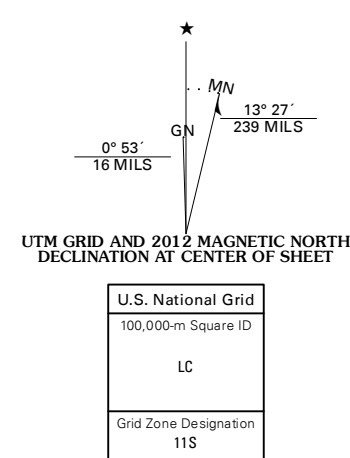 ★
MN
GN
13° 27´
239 MILS
0° 53´
16 MILS
UTM GRID AND 2012 MAGNETIC NORTH
DECLINATION AT CENTER OF SHEET
U.S. National Grid
100,000-m Square ID
LC
Grid Zone Designation
11S